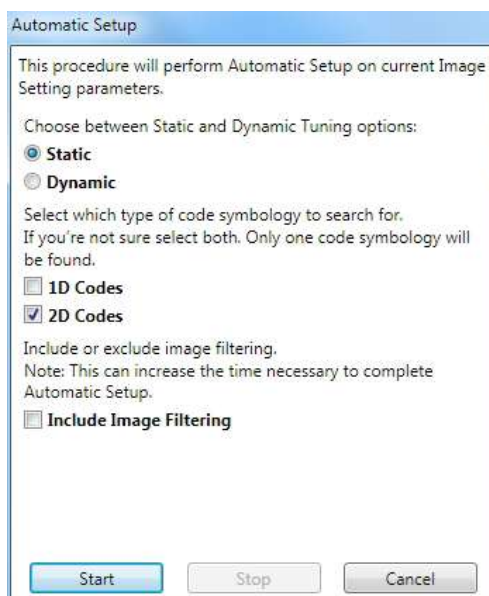 Automatic Setup
This procedure will perform Automatic Setup on current Image
Setting parameters.
Choose between Static and Dynamic Tuning options:
Static
Dynamic
Select which type of code symbology to search for.
If you're not sure select both. Only one code symbology will
be found.
1D Codes
2D Codes
Include or exclude image filtering.
Note: This can increase the time necessary to complete
Automatic Setup.
Include Image Filtering
Start Stop Cancel